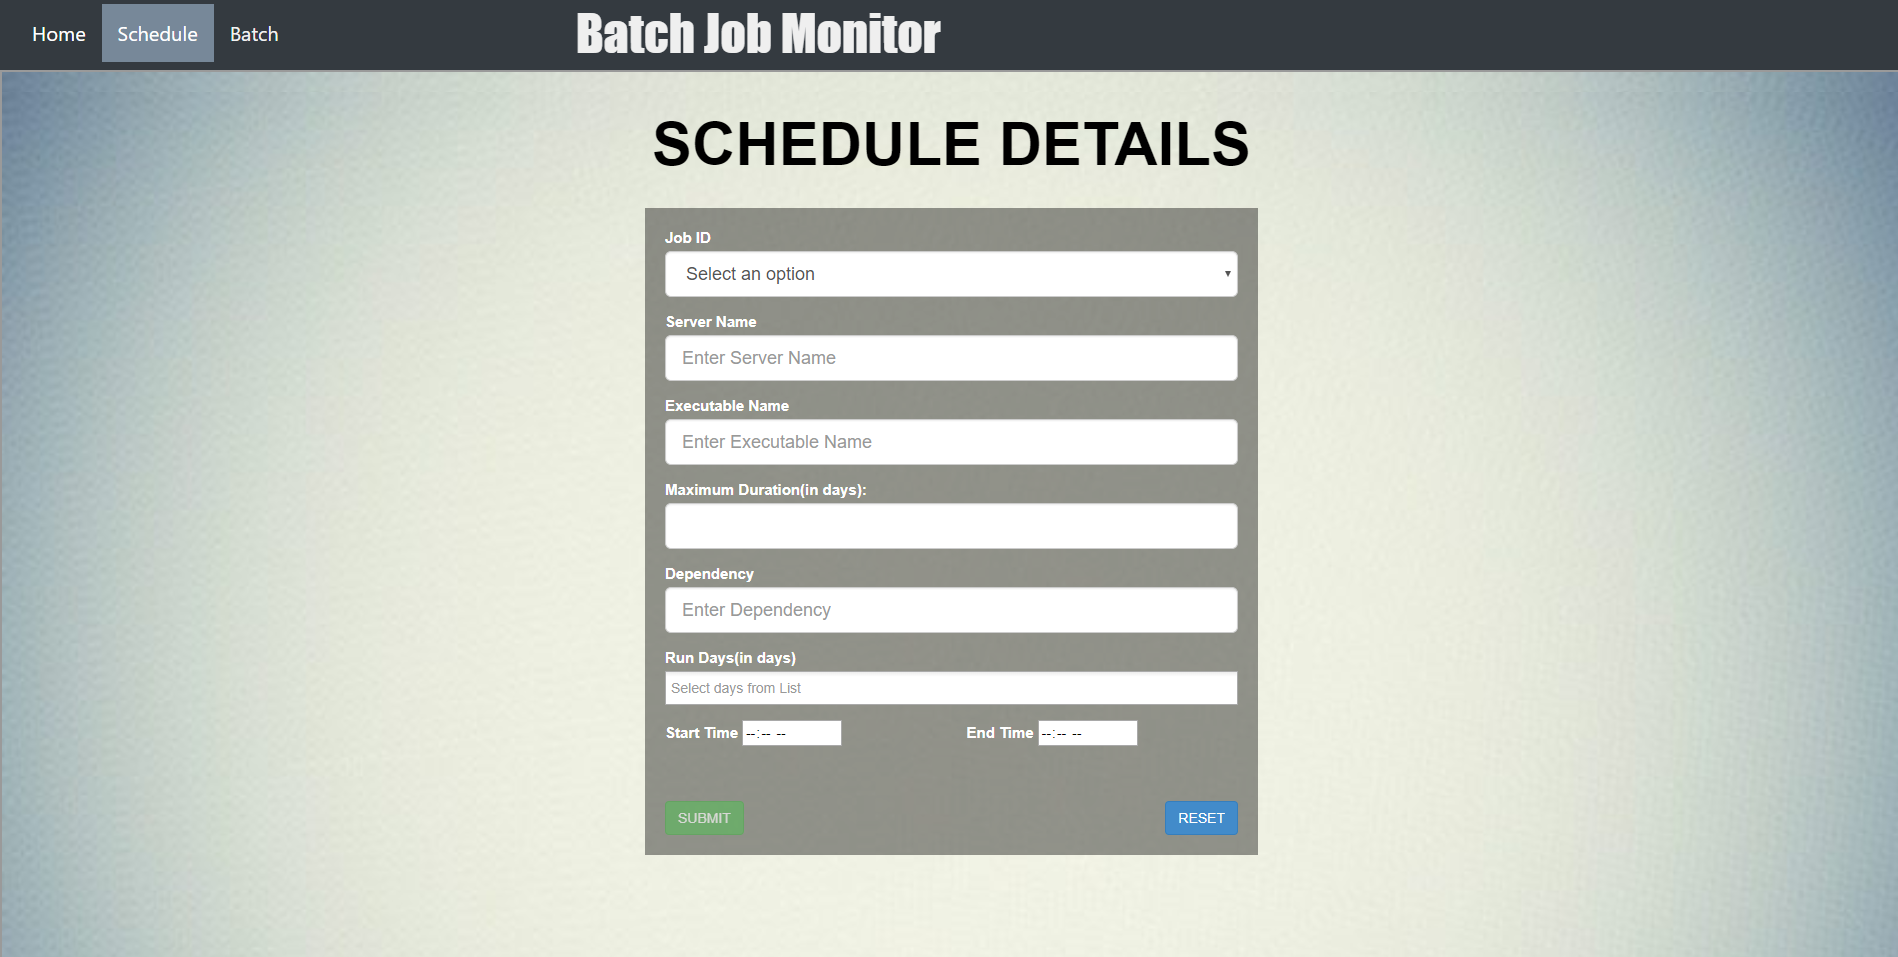 Home Schedule Batch Batch Job Monitor
SCHEDULE DETAILS
Job ID
Select an option
Server Name
Enter Server Name
Executable Name
Enter Executable Name
Maximum Duration(in days):
Dependency
Enter Dependency
Run Days(in days)
Select days from List
Start Time --:-- -- End Time --:-- --
SUBMIT RESET